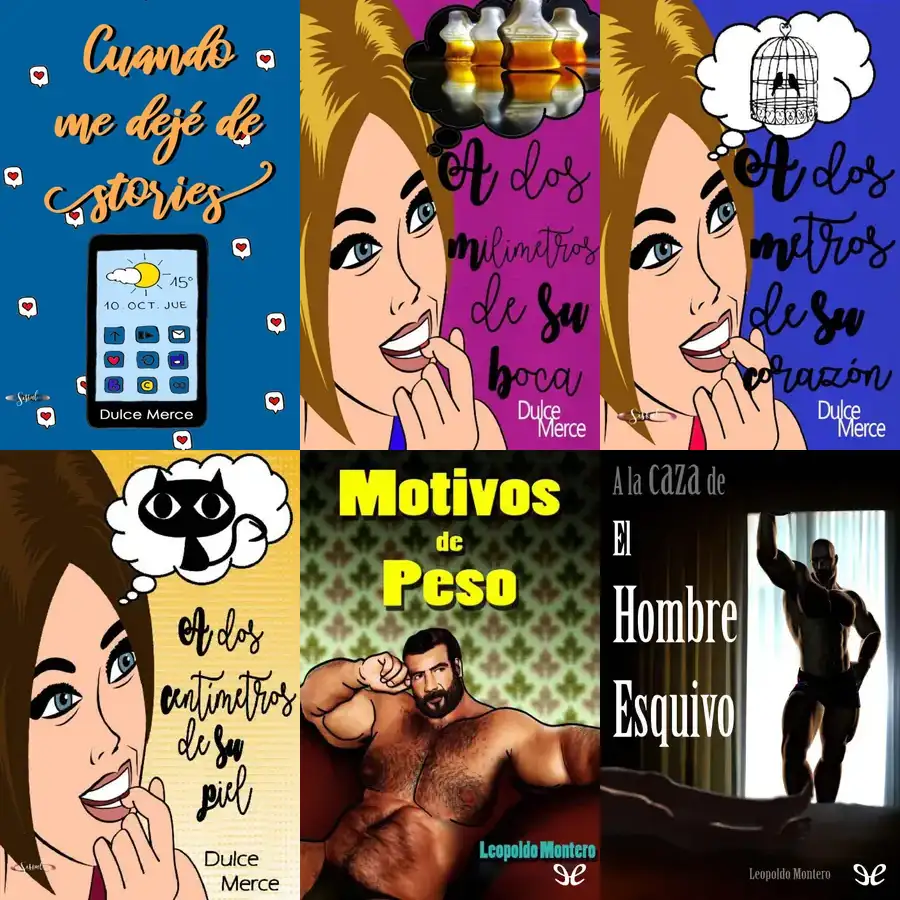 Cuando
me dejé de
stories
15°
10 OCT. JUE
Dulce Merce
A dos
milimetros
de su
boca
Dulce
Merce
A dos
metros
de su
corazón
Dulce
Merce
A dos
centimetros
de su
piel
Dulce
Merce
Motivos
de
Peso
Leopoldo Montero
A la caza de
El
Hombre
Esquivo
Leopoldo Montero